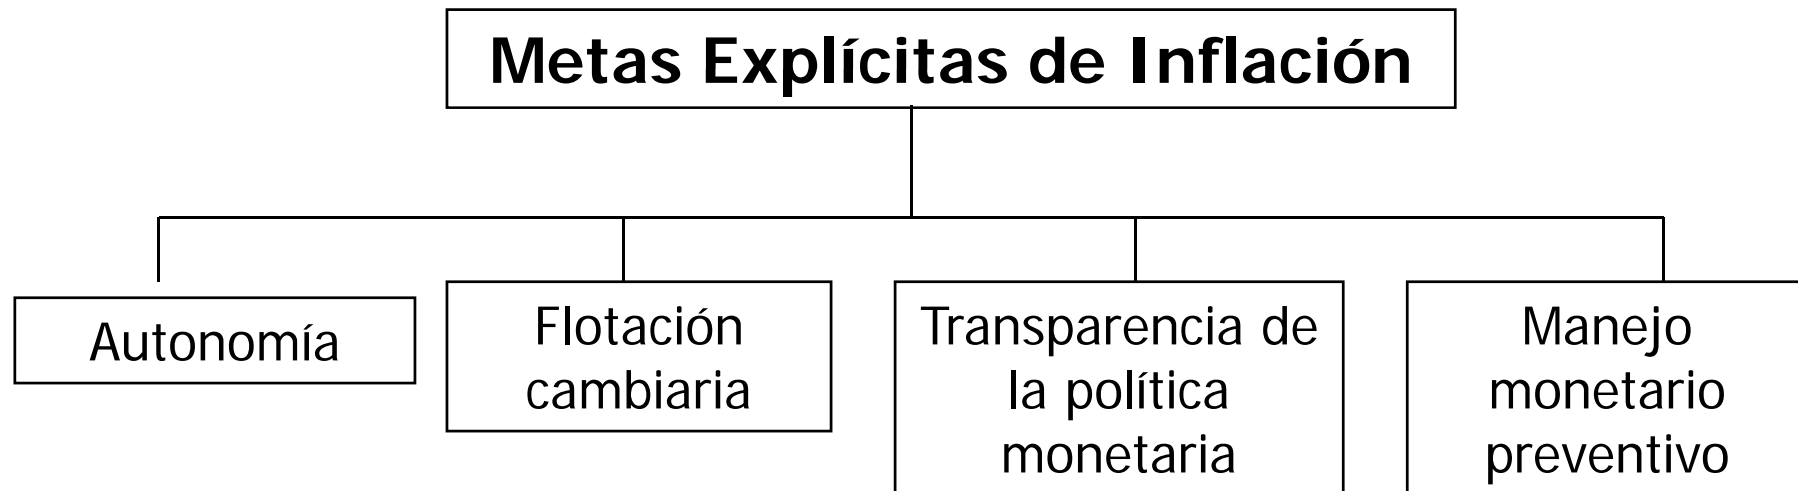 Metas Explícitas de Inflación
Autonomía
Flotación
cambiaria
Transparencia de
la política
monetaria
Manejo
monetario
preventivo